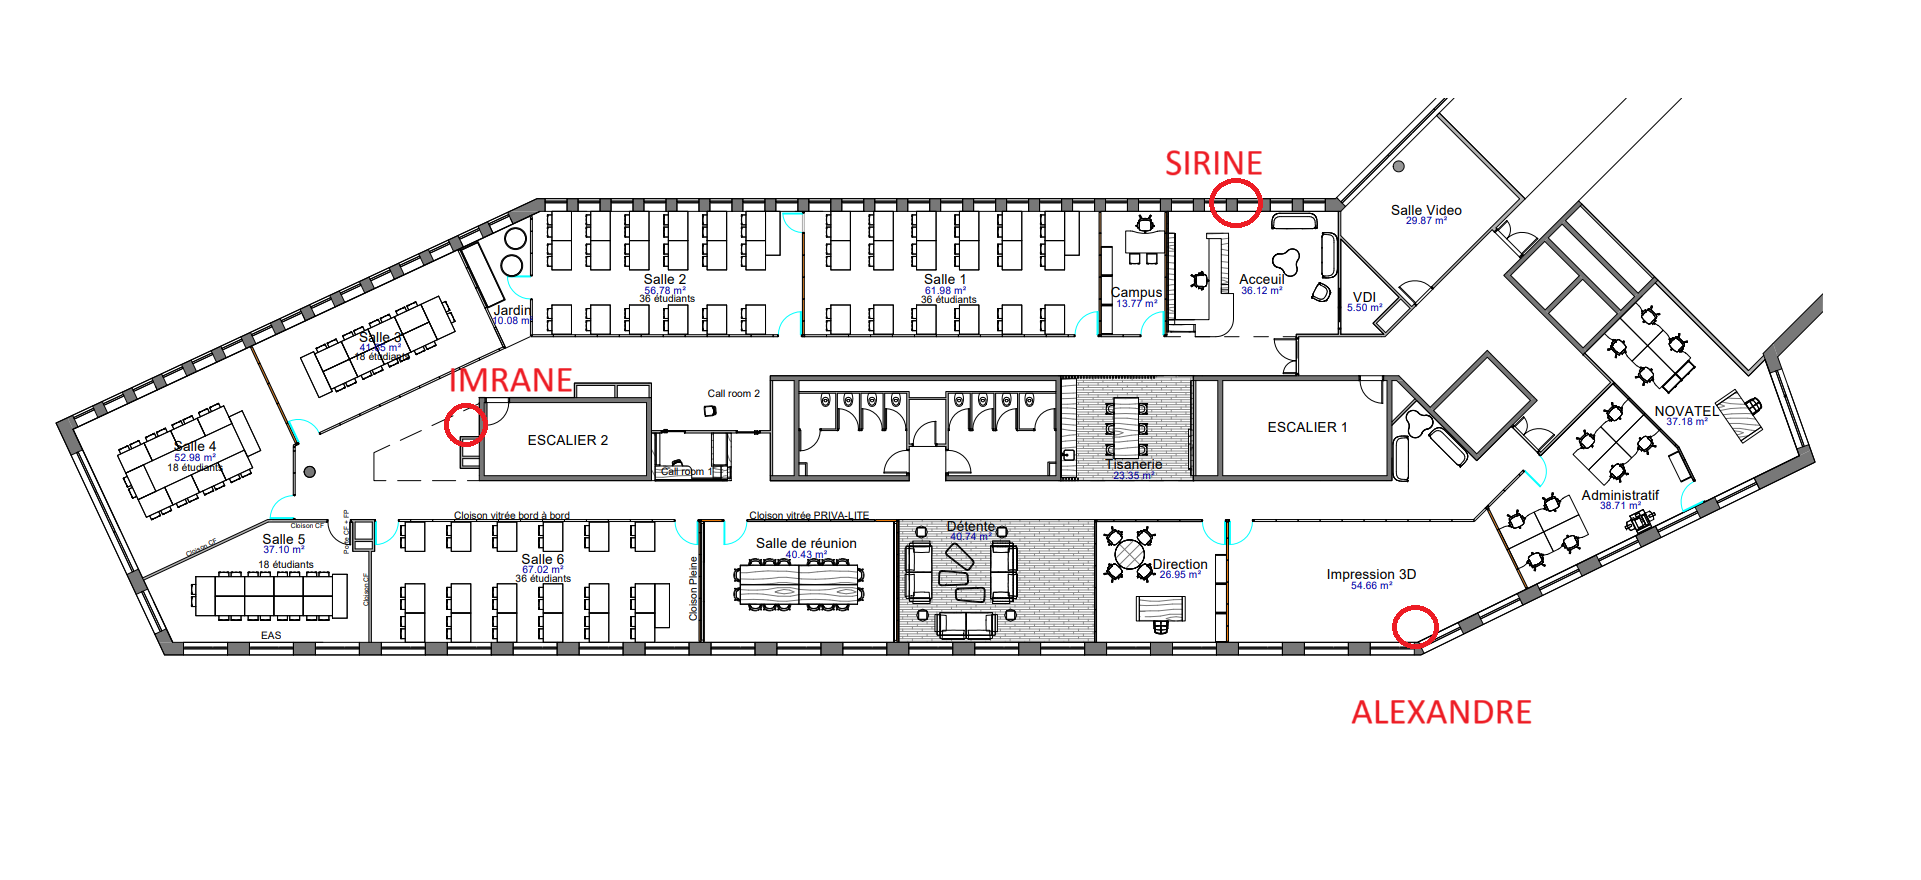 SIRINE
Salle Video
29.87 m²
Salle 2
56.78 m²
36 étudiants
Salle 1
61.98 m²
36 étudiants
Campus
13.77 m²
Acceuil
36.12 m²
VDI
5.50 m²
Jardin
10.08 m²
Salle 3
18 étudiants
IMRANE
Call room 2
NOVATEL
37.18 m²
ESCALIER 2
ESCALIER 1
Salle 4
52.98 m²
18 étudiants
Call room 1
Tisanerie
23.35 m²
Administratif
38.71 m²
Cloison vitrée bord à bord
Cloison vitrée PRIVA-LITE
Cloison CF
Porte CF + FP
Cloison CF
Salle 5
37.10 m²
18 étudiants
Cloison CF
EAS
Salle 6
67.02 m²
36 étudiants
Cloison Pleine
Salle de réunion
40.43 m²
Détente
40.74 m²
Direction
26.95 m²
Impression 3D
54.66 m²
ALEXANDRE